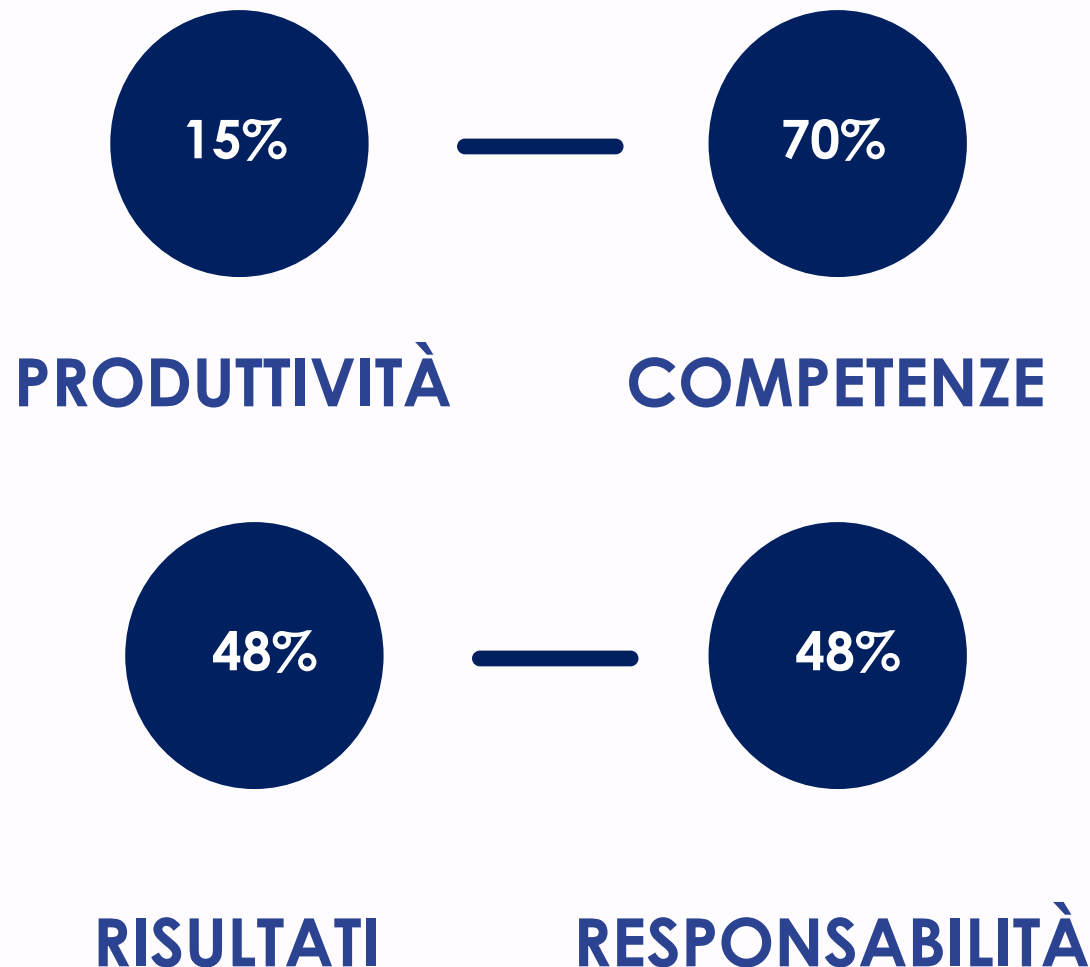 15% 70%
PRODUTTIVITÀ COMPETENZE
48% 48%
RISULTATI RESPONSABILITÀ